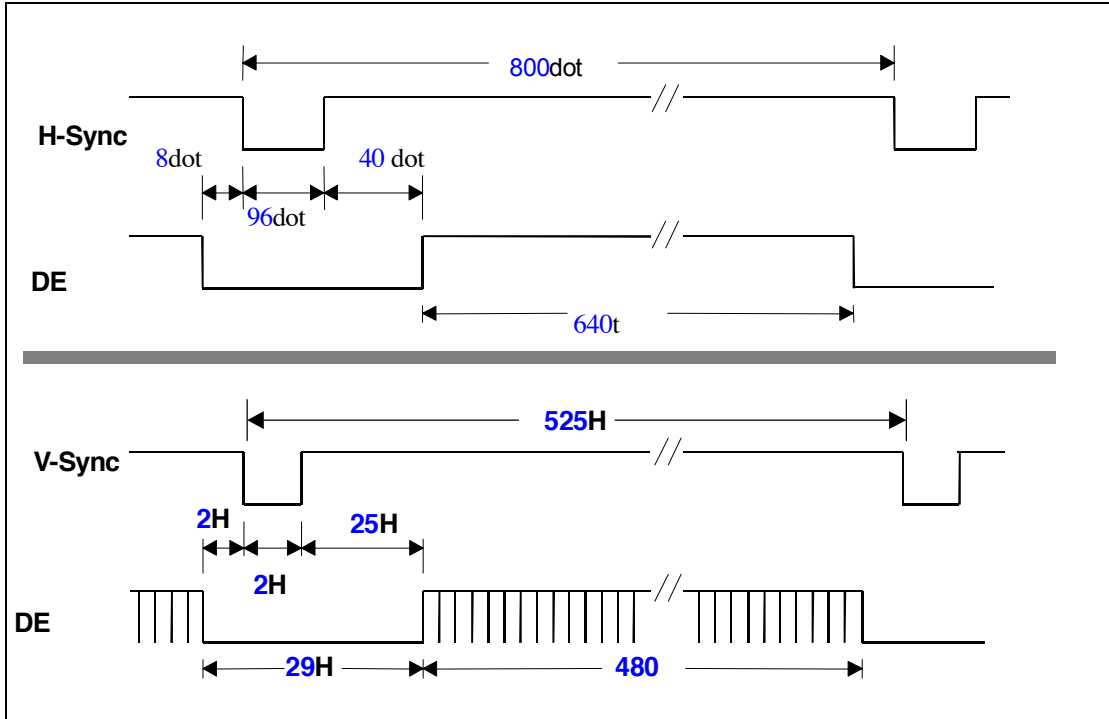 800dot
H-Sync
8dot
40 dot
96dot
DE
640t
525H
V-Sync
2H
25H
2H
DE
29H
480